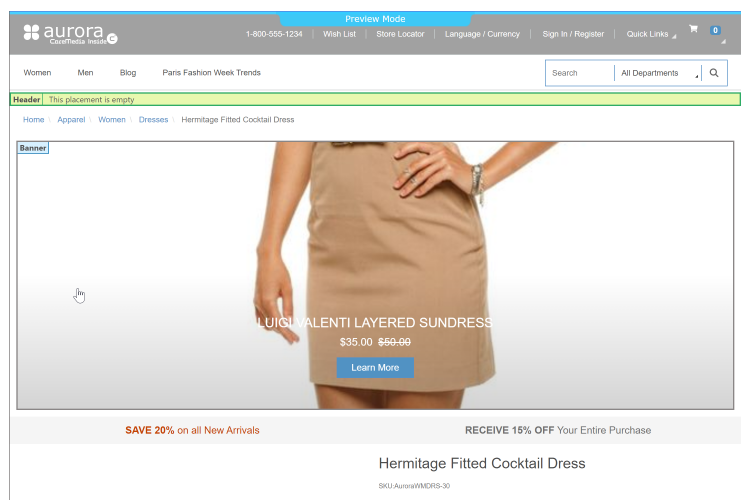 Preview Mode
aurora
CoreMedia inside
1-800-555-1234 Wish List Store Locator Language / Currency Sign In / Register Quick Links 0
Women Men Blog Paris Fashion Week Trends Search All Departments
Header This placement is empty
Home \ Apparel \ Women \ Dresses \ Hermitage Fitted Cocktail Dress
Banner
LUIGI VALENTI LAYERED SUNDRESS
$35.00 $50.00
Learn More
SAVE 20% on all New Arrivals RECEIVE 15% OFF Your Entire Purchase
Hermitage Fitted Cocktail Dress
SKU:AuroraWMDRS-30